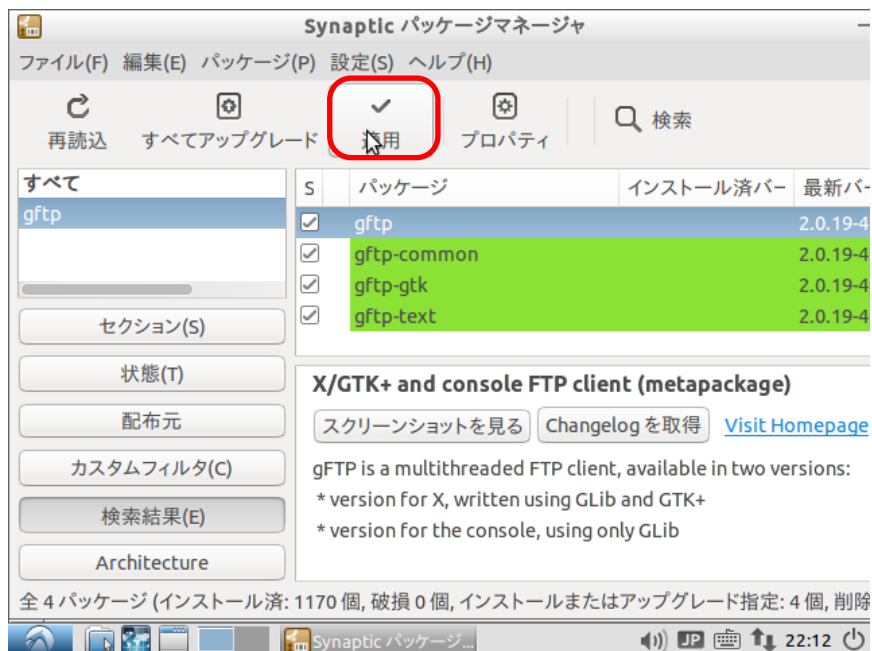 Synaptic パッケージマネージャ
ファイル(F) 編集(E) パッケージ(P) 設定(S) ヘルプ(H)
再読込 すべてアップグレード 適用 プロパティ 検索
すべて
gftp
S パッケージ インストール済バー 最新バー
gftp 2.0.19-4
gftp-common 2.0.19-4
gftp-gtk 2.0.19-4
gftp-text 2.0.19-4
セクション(S)
状態(T)
配布元
カスタムフィルタ(C)
検索結果(E)
Architecture
X/GTK+ and console FTP client (metapackage)
スクリーンショットを見る Changelog を取得 Visit Homepage
gFTP is a multithreaded FTP client, available in two versions:
* version for X, written using GLib and GTK+
* version for the console, using only GLib
全 4 パッケージ (インストール済: 1170 個, 破損 0 個, インストールまたはアップグレード指定: 4 個, 削除
Synaptic パッケージ... JP 22:12